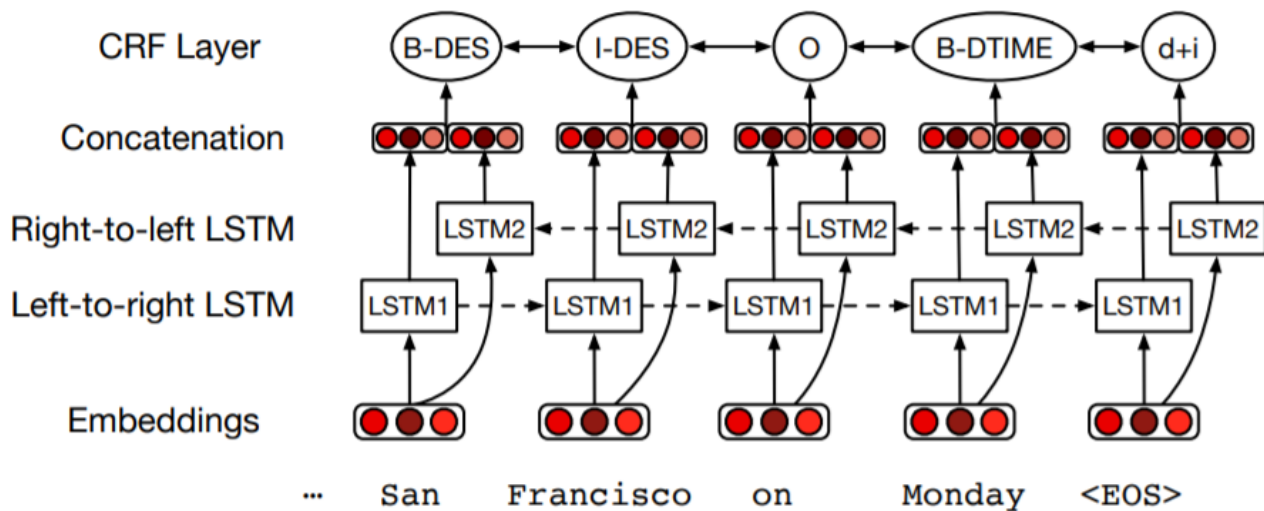 CRF Layer B-DES I-DES O B-DTIME d+i
Concatenation
Right-to-left LSTM LSTM2 LSTM2 LSTM2 LSTM2 LSTM2
Left-to-right LSTM LSTM1 LSTM1 LSTM1 LSTM1 LSTM1
Embeddings
… San Francisco on Monday <EOS>